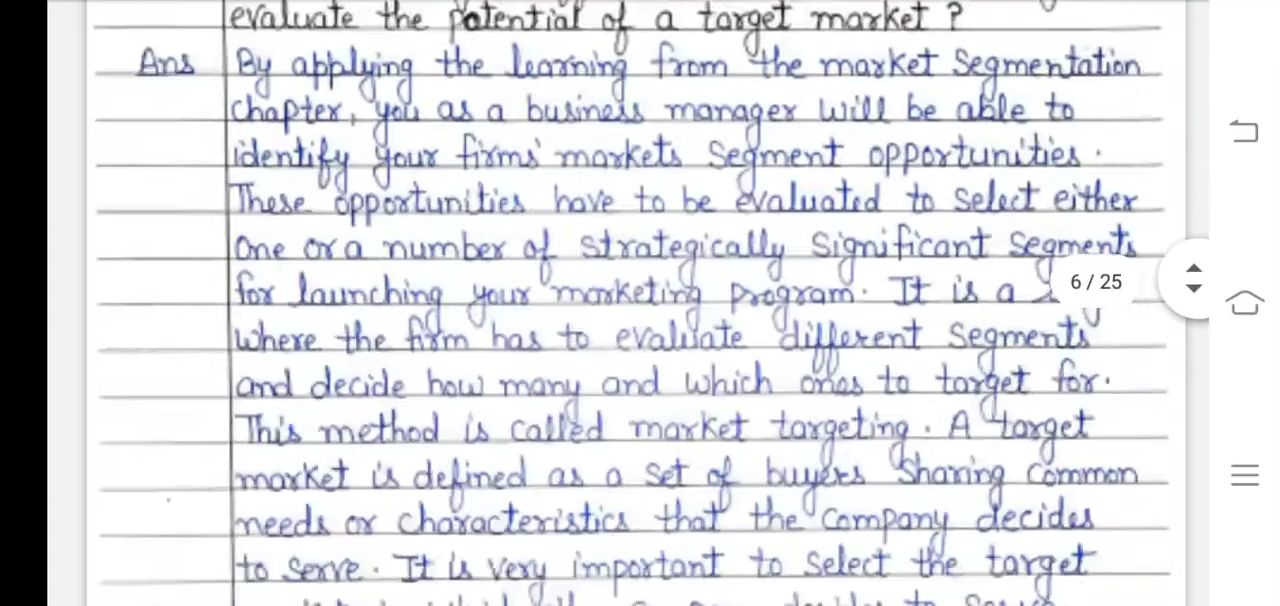 evaluate the potential of a target market ?
Ans By applying the learning from the market segmentation
chapter, you as a business manager will be able to
identify your firms' markets segment opportunities.
These opportunities have to be evaluated to select either
one or a number of strategically significant segments
for launching your marketing program. It is a
6 / 25
where the firm has to evaluate different segments
and decide how many and which ones to target for.
This method is called market targeting. A target
market is defined as a set of buyers sharing common
needs or characteristics that the company decides
to serve. It is very important to select the target